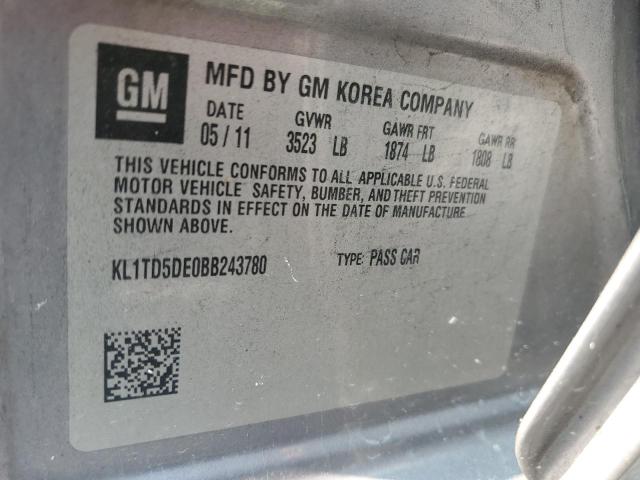 GM
MFD BY GM KOREA COMPANY
DATE GVWR GAWR FRT GAWR RR
05/11 3523 LB 1874 LB 1808 LB
THIS VEHICLE CONFORMS TO ALL APPLICABLE U.S. FEDERAL
MOTOR VEHICLE SAFETY, BUMBER, AND THEFT PREVENTION
STANDARDS IN EFFECT ON THE DATE OF MANUFACTURE
SHOWN ABOVE.
KL1TD5DE0BB243780 TYPE: PASS CAR